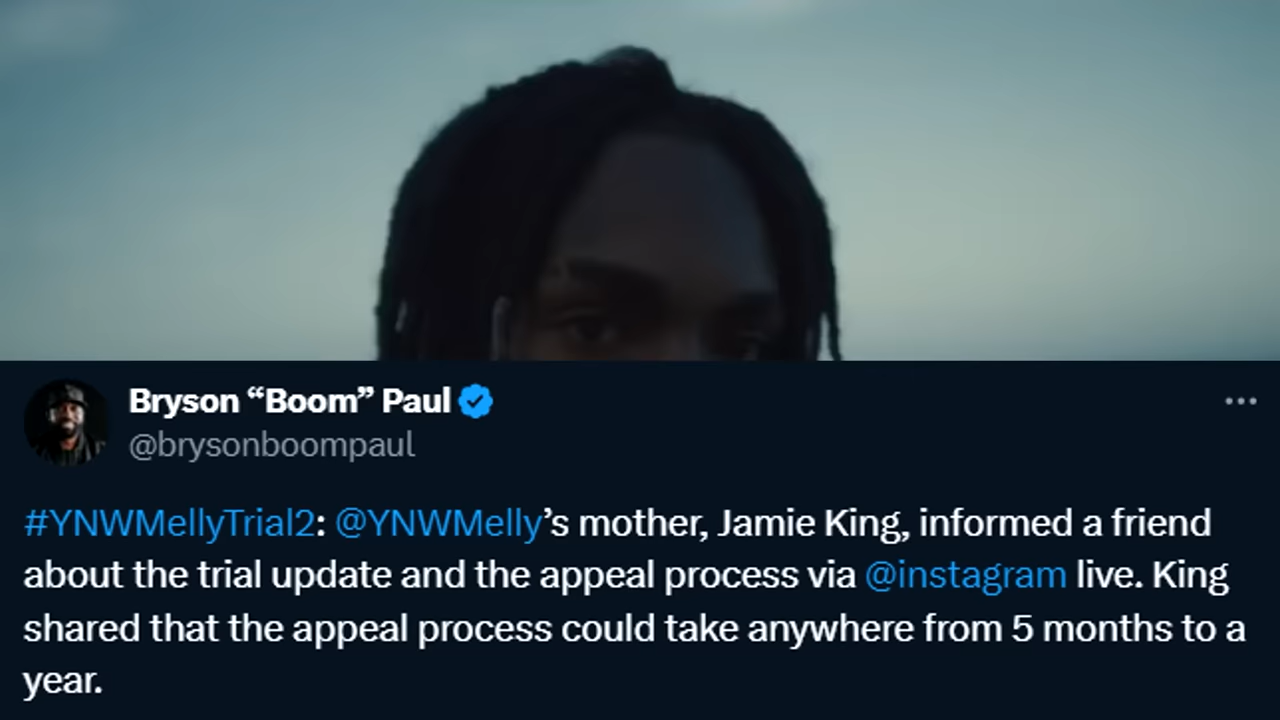 Bryson “Boom” Paul
@brysonboompaul
#YNWMellyTrial2: @YNWMelly’s mother, Jamie King, informed a friend
about the trial update and the appeal process via @instagram live. King
shared that the appeal process could take anywhere from 5 months to a
year.